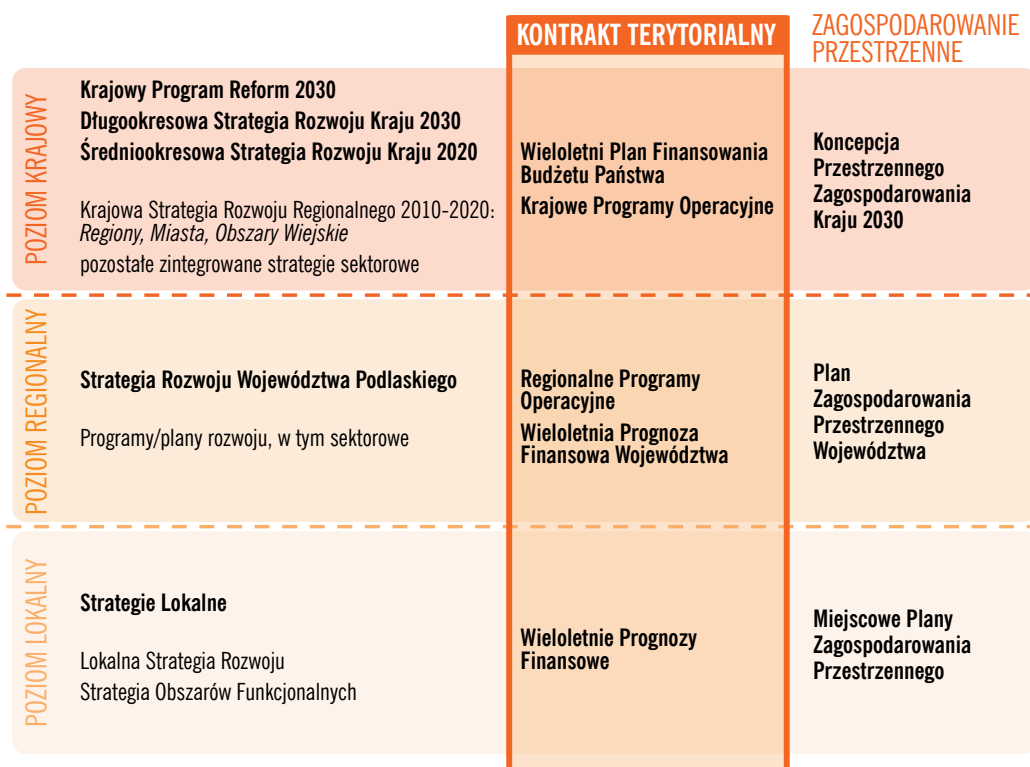 KONTRAKT TERYTORIALNY
ZAGOSPODAROWANIE
PRZESTRZENNE
POZIOM KRAJOWY
Krajowy Program Reform 2030
Długookresowa Strategia Rozwoju Kraju 2030
Średniookresowa Strategia Rozwoju Kraju 2020
Krajowa Strategia Rozwoju Regionalnego 2010-2020:
Regiony, Miasta, Obszary Wiejskie
pozostałe zintegrowane strategie sektorowe
Wieloletni Plan Finansowania
Budżetu Państwa
Krajowe Programy Operacyjne
Koncepcja
Przestrzennego
Zagospodarowania
Kraju 2030
POZIOM REGIONALNY
Strategia Rozwoju Województwa Podlaskiego
Programy/plany rozwoju, w tym sektorowe
Regionalne Programy
Operacyjne
Wieloletnia Prognoza
Finansowa Województwa
Plan
Zagospodarowania
Przestrzennego
Województwa
POZIOM LOKALNY
Strategie Lokalne
Lokalna Strategia Rozwoju
Strategia Obszarów Funkcjonalnych
Wieloletnie Prognozy
Finansowe
Miejscowe Plany
Zagospodarowania
Przestrzennego